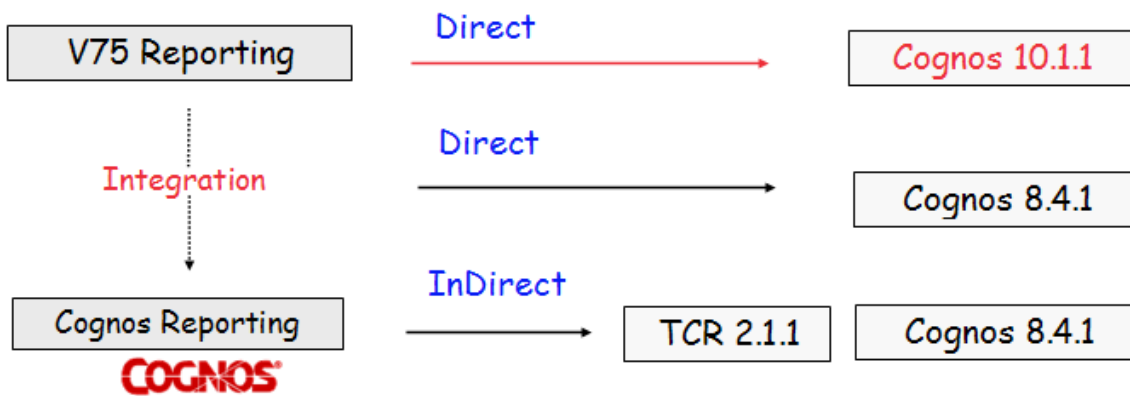 V75 Reporting
Direct
Cognos 10.1.1
Integration
Direct
Cognos 8.4.1
Cognos Reporting
InDirect
TCR 2.1.1
Cognos 8.4.1
COGNOS®